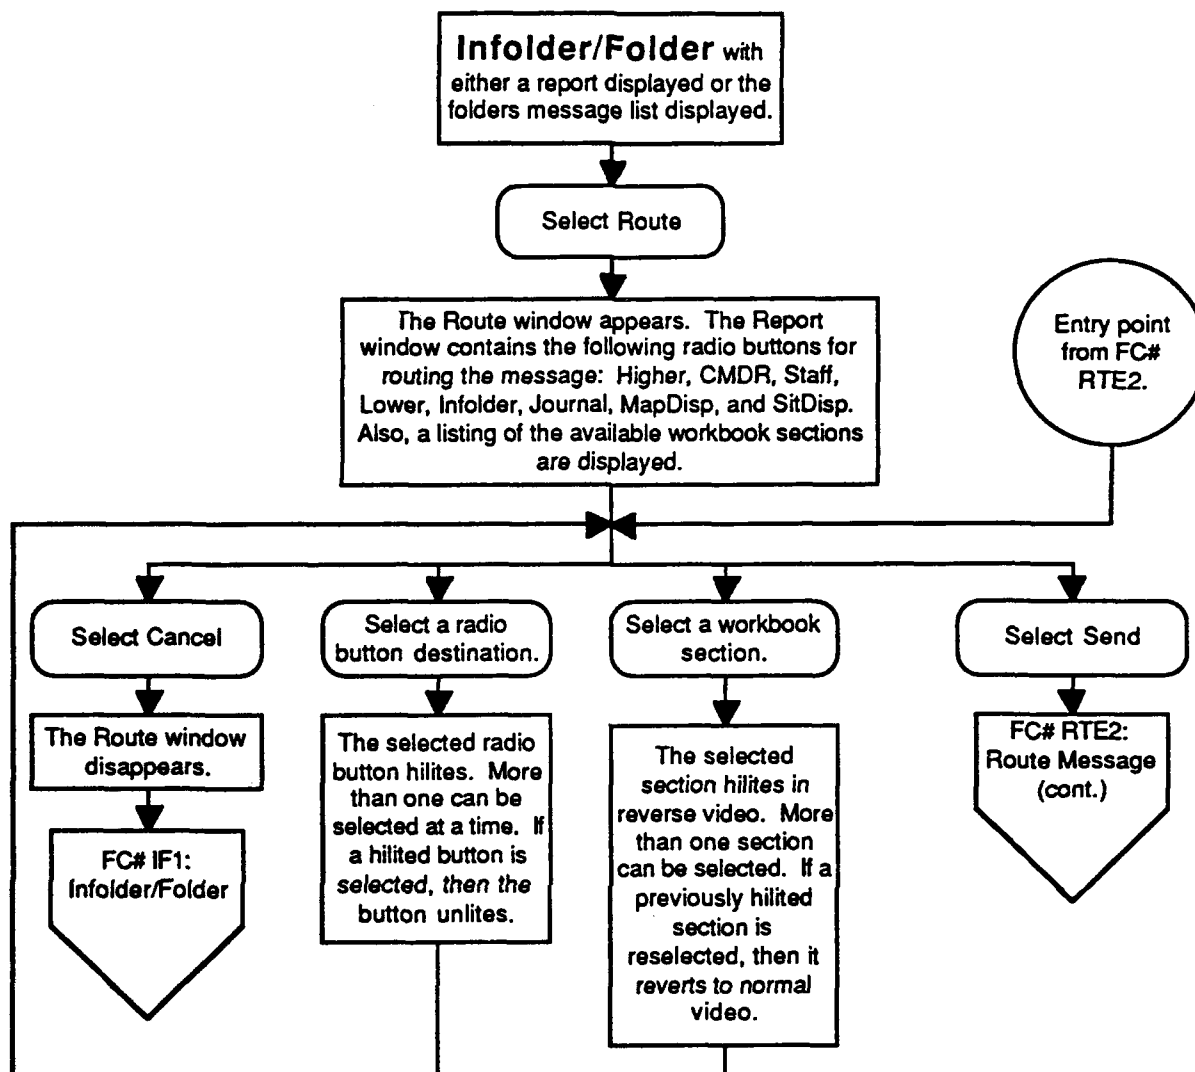 Infolder/Folder with
either a report displayed or the
folders message list displayed.
Select Route
The Route window appears. The Report
window contains the following radio buttons for
routing the message: Higher, CMDR, Staff,
Lower, Infolder, Journal, MapDisp, and SitDisp.
Also, a listing of the available workbook sections
are displayed.
Entry point
from FC#
RTE2.
Select Cancel
The Route window
disappears.
FC# IF1:
Infolder/Folder
Select a radio
button destination.
The selected radio
button hilites. More
than one can be
selected at a time. If
a hilited button is
selected, then the
button unlites.
Select a workbook
section.
The selected
section hilites in
reverse video. More
than one section
can be selected. If a
previously hilited
section is
reselected, then it
reverts to normal
video.
Select Send
FC# RTE2:
Route Message
(cont.)